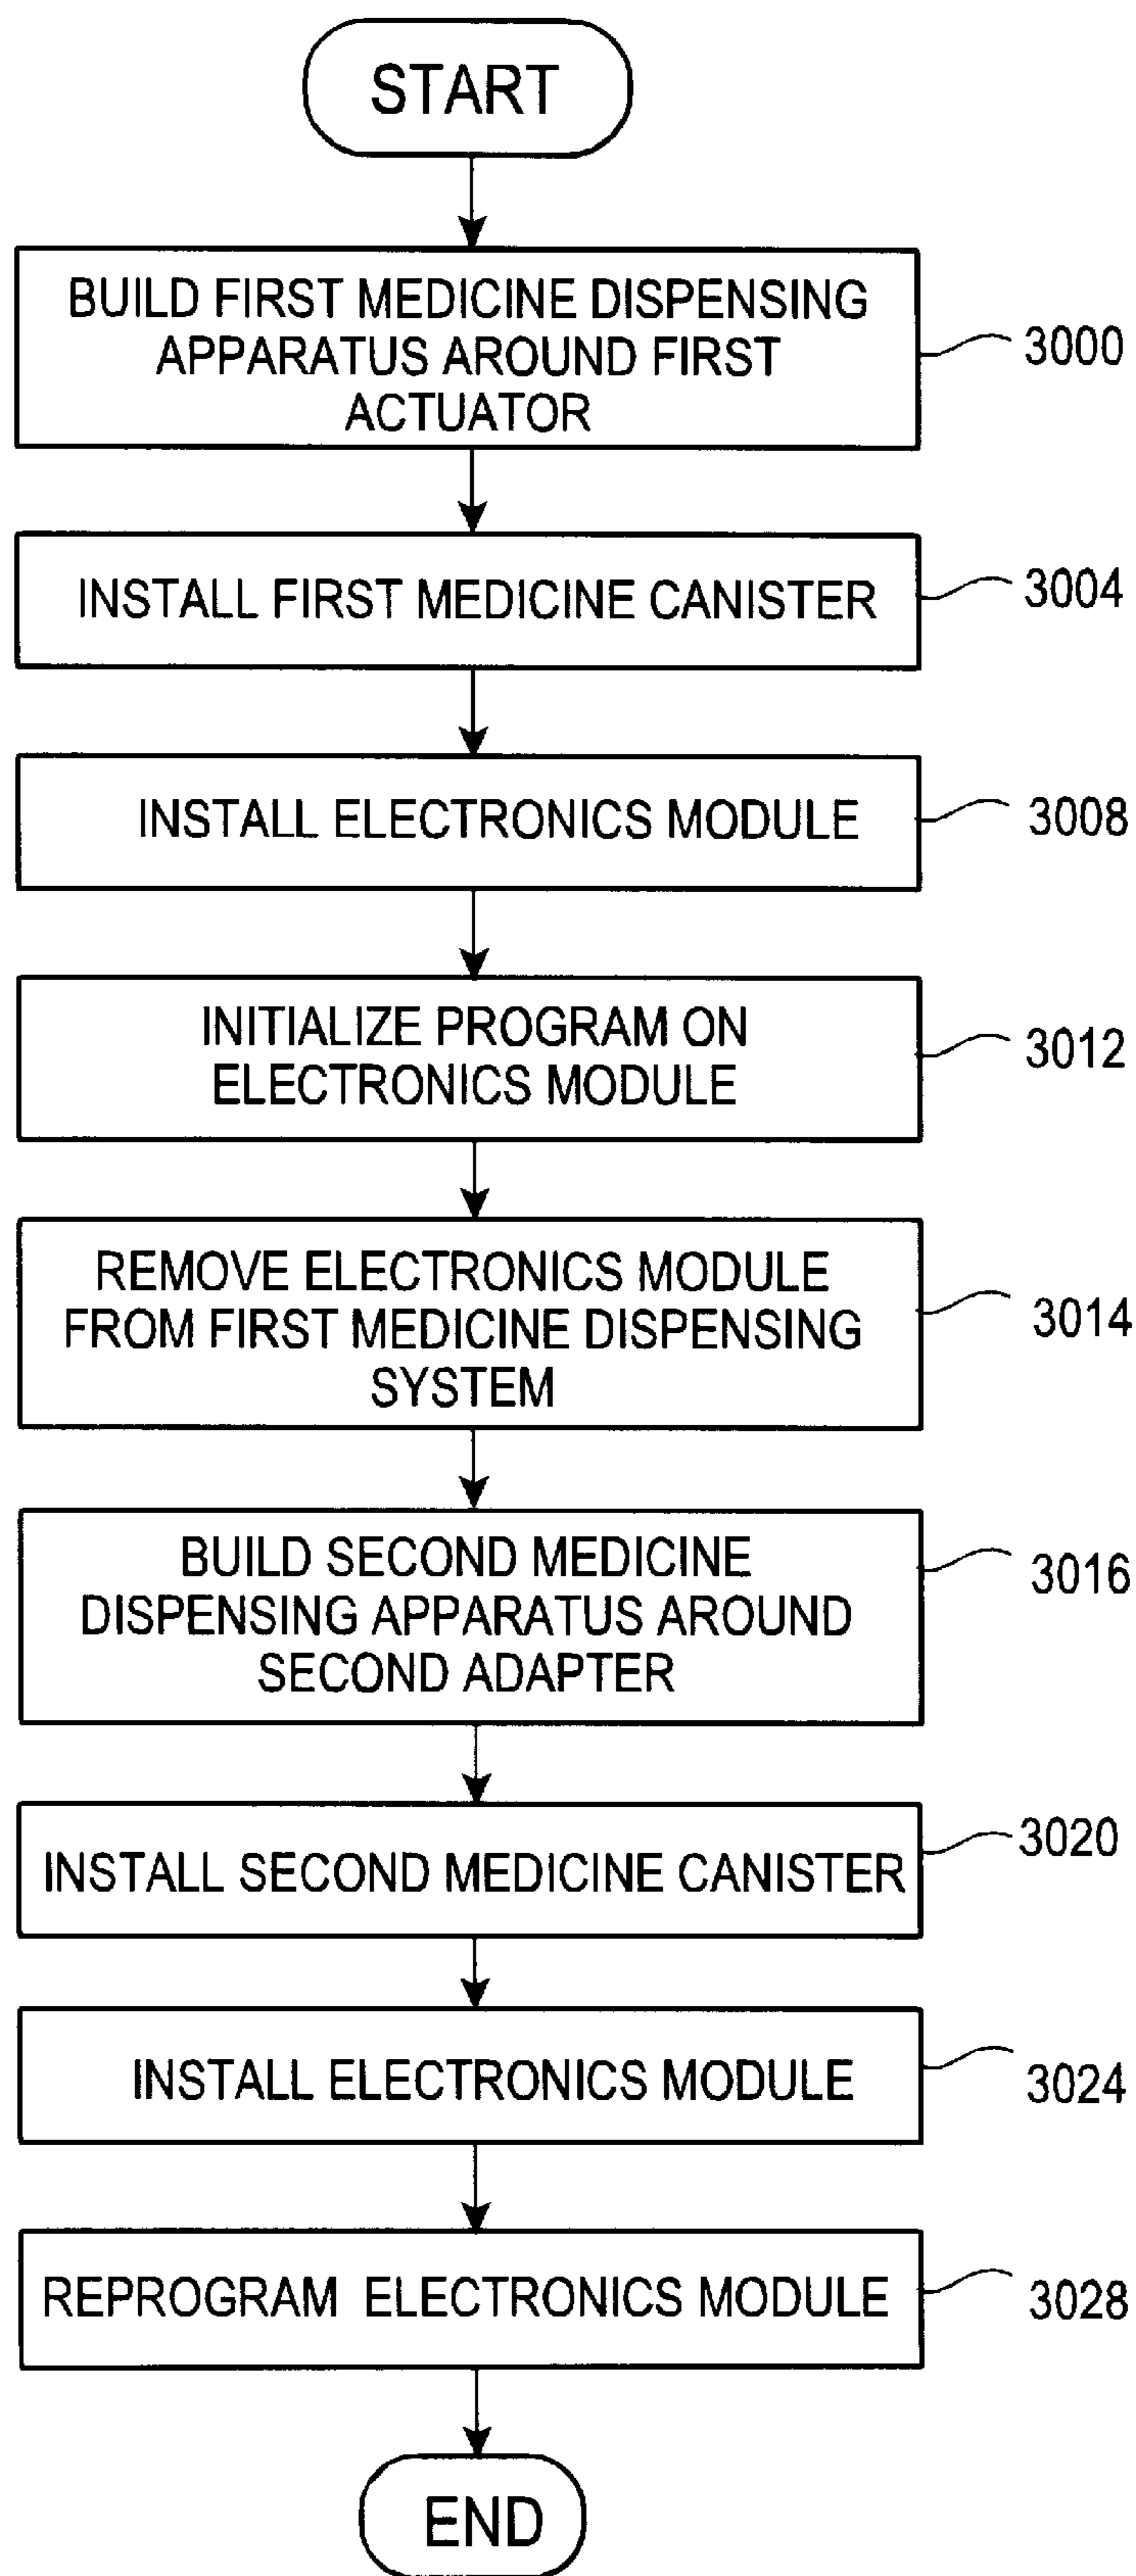 START
BUILD FIRST MEDICINE DISPENSING
APPARATUS AROUND FIRST
ACTUATOR
3000
INSTALL FIRST MEDICINE CANISTER
3004
INSTALL ELECTRONICS MODULE
3008
INITIALIZE PROGRAM ON
ELECTRONICS MODULE
3012
REMOVE ELECTRONICS MODULE
FROM FIRST MEDICINE DISPENSING
SYSTEM
3014
BUILD SECOND MEDICINE
DISPENSING APPARATUS AROUND
SECOND ADAPTER
3016
INSTALL SECOND MEDICINE CANISTER
3020
INSTALL ELECTRONICS MODULE
3024
REPROGRAM ELECTRONICS MODULE
3028
END